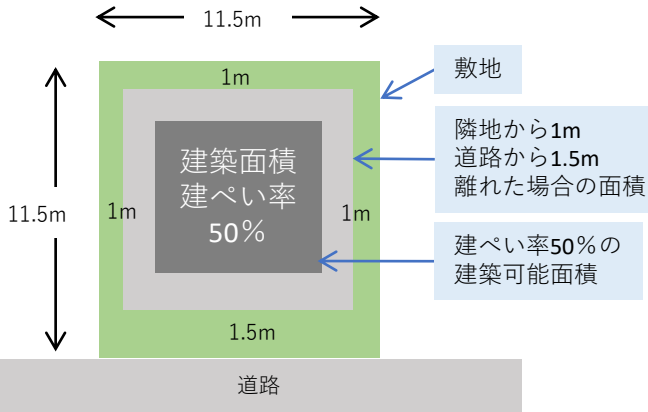 11.5m
1m
敷地
隣地から1m
道路から1.5m
離れた場合の面積
建築面積
建ぺい率
50%
11.5m
1m
1m
建ぺい率50%の
建築可能面積
1.5m
道路